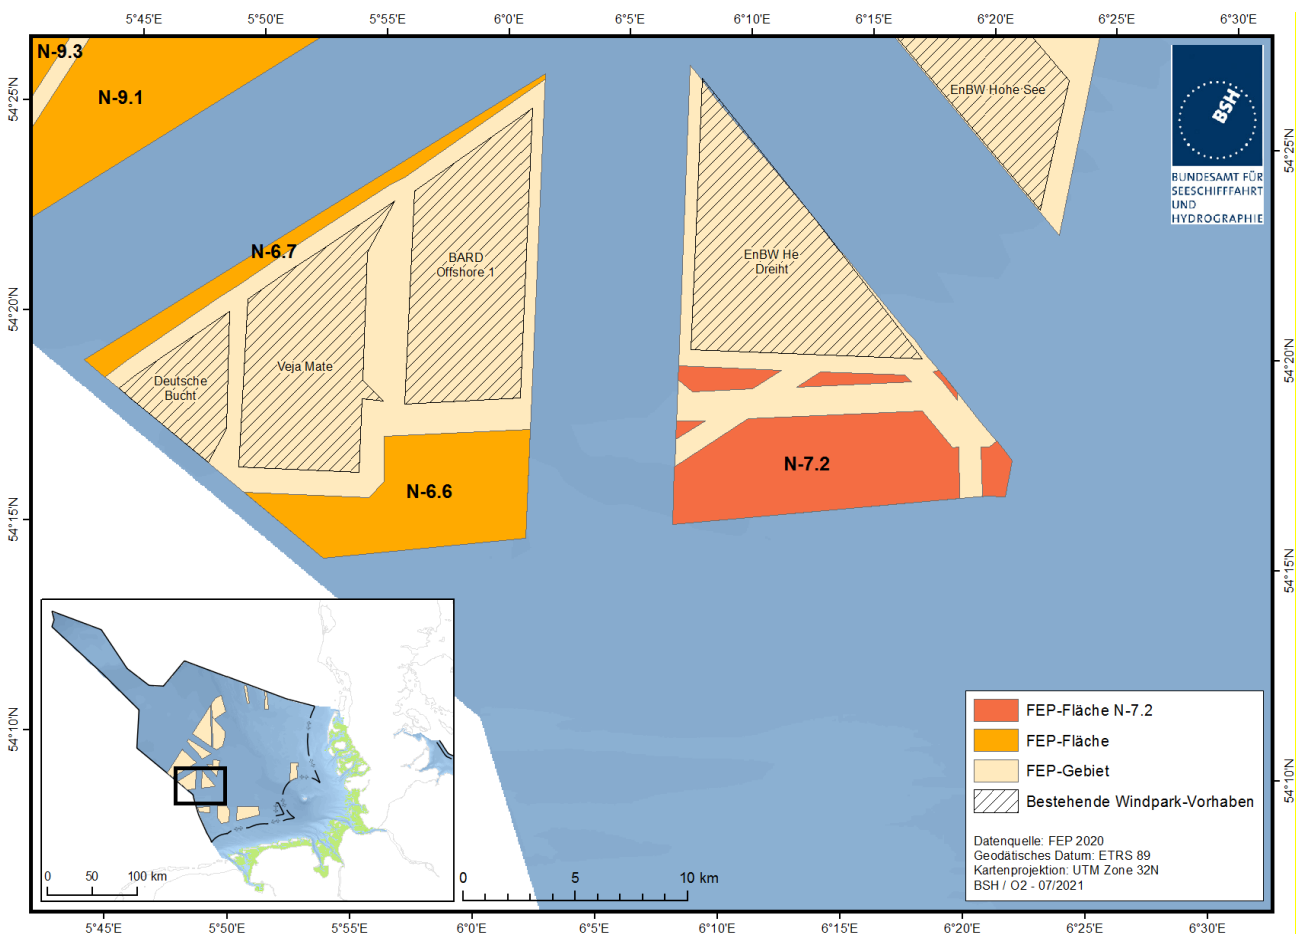 5°45'E 5°50'E 5°55'E 6°0'E 6°5'E 6°10'E 6°15'E 6°20'E 6°25'E 6°30'E
N-9.3
N-9.1
EnBW Hohe See
BSH
BUNDESAMT FÜR
SEESCHIFFFAHRT
UND
HYDROGRAPHIE
54°25'N
54°25'N
N-6.7
BARD
Offshore 1
EnBW He
Dreiht
54°20'N
54°20'N
Veja Mate
Deutsche
Bucht
N-7.2
N-6.6
54°15'N
54°15'N
54°10'N
54°10'N
FEP-Fläche N-7.2
FEP-Fläche
FEP-Gebiet
Bestehende Windpark-Vorhaben
Datenquelle: FEP 2020
Geodätisches Datum: ETRS 89
Kartenprojektion: UTM Zone 32N
BSH / O2 - 07/2021
0 50 100 km
0 5 10 km
5°45'E 5°50'E 5°55'E 6°0'E 6°5'E 6°10'E 6°15'E 6°20'E 6°25'E 6°30'E